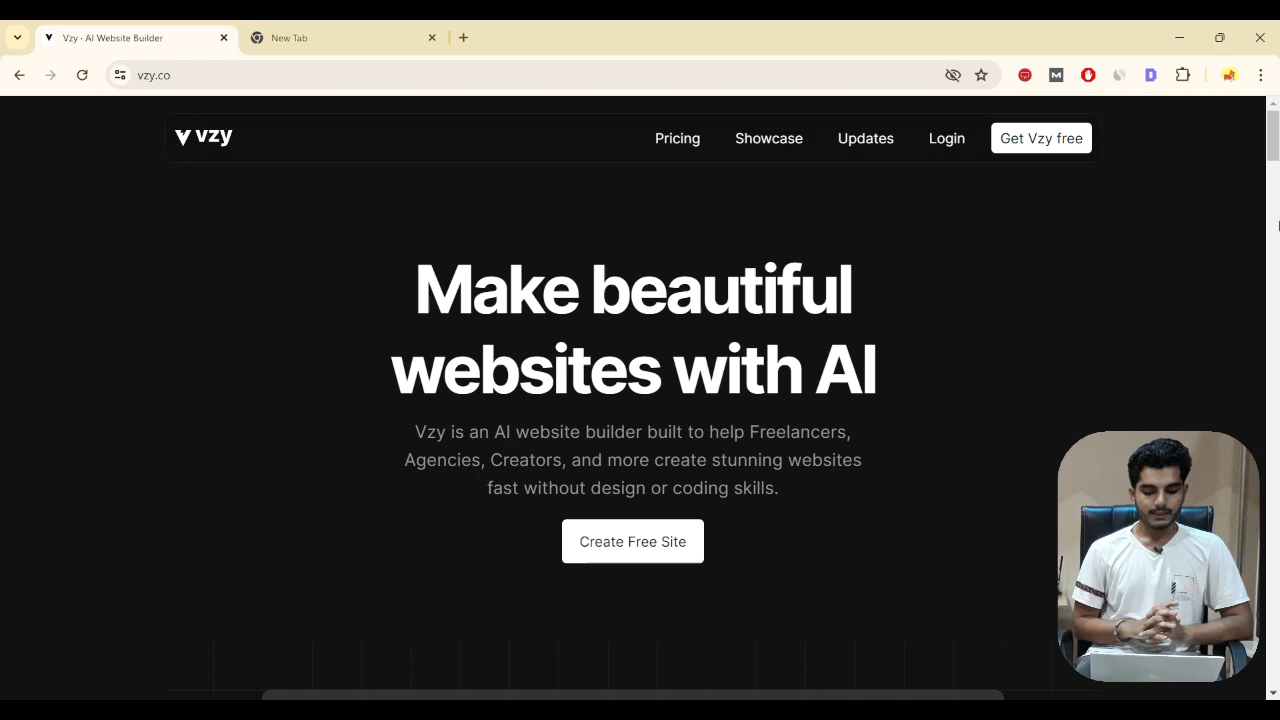 Vzy · AI Website Builder
New Tab
vzy.co
vzy
Pricing
Showcase
Updates
Login
Get Vzy free
Make beautiful
websites with AI
Vzy is an AI website builder built to help Freelancers,
Agencies, Creators, and more create stunning websites
fast without design or coding skills.
Create Free Site